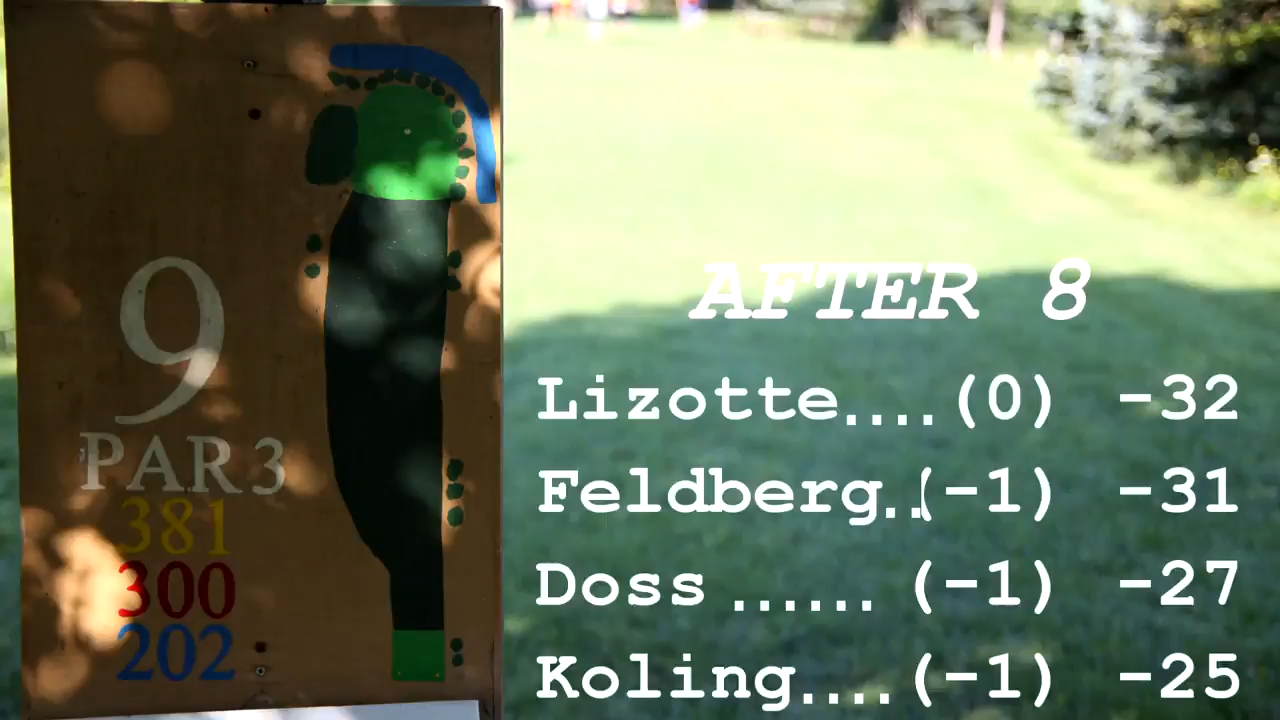 9
PAR 3
381
300
202
AFTER 8
Lizotte....(0) -32
Feldberg..(-1) -31
Doss ...... (-1) -27
Koling....(-1) -25